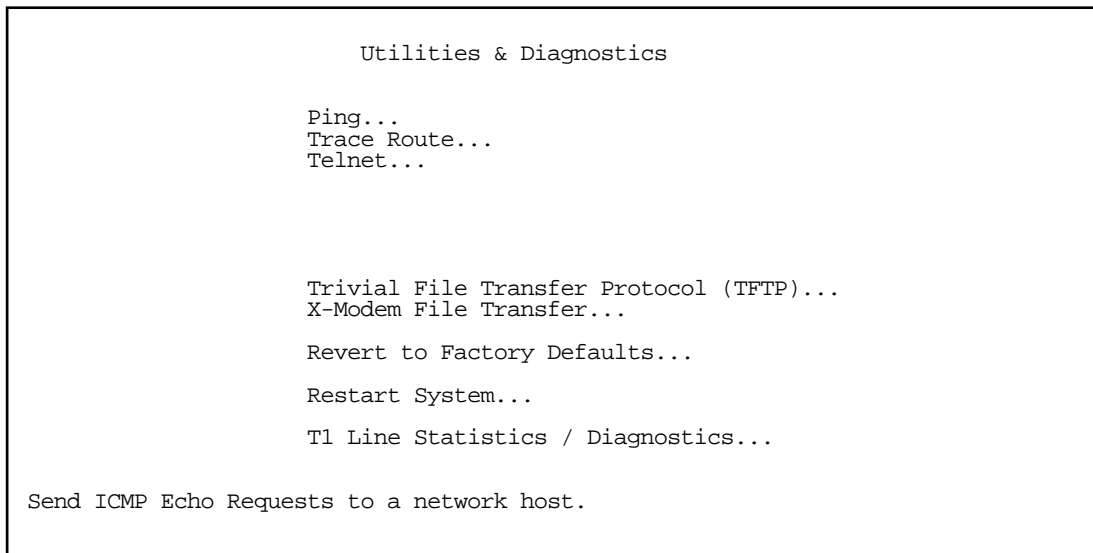 Utilities & Diagnostics
Ping...
Trace Route...
Telnet...
Trivial File Transfer Protocol (TFTP)...
X-Modem File Transfer...
Revert to Factory Defaults...
Restart System...
T1 Line Statistics / Diagnostics...
Send ICMP Echo Requests to a network host.